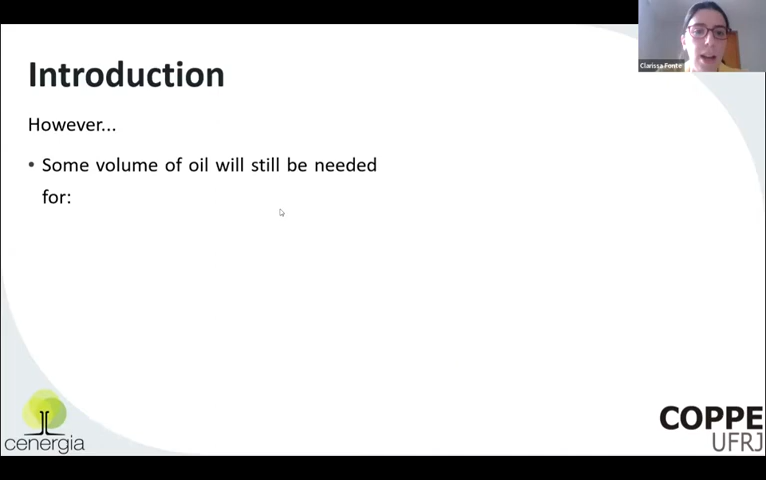 Clarissa Fonte
Introduction
However...
• Some volume of oil will still be needed
for:
cenergia
COPPE
UFRJ